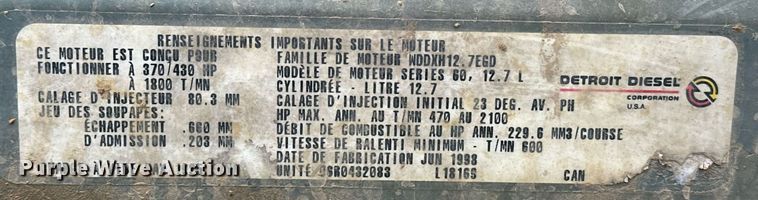 RENSEIGNEMENTS IMPORTANTS SUR LE MOTEUR
CE MOTEUR EST CONÇU POUR
FONCTIONNER À 370/430 HP
À 1800 T/MN
CALAGE D'INJECTEUR 80.3 MM
JEU DES SOUPAPES:
ÉCHAPPEMENT .660 MM
D'ADMISSION .203 MM
FAMILLE DE MOTEUR WDDXH12.7EGD
MODÈLE DE MOTEUR SERIES 60, 12.7 L
CYLINDRÉE - LITRE 12.7
CALAGE D'INJECTION INITIAL 23 DEG. AV. PH
HP MAX. ANN. AU T/MN 470 AU 2100
DÉBIT DE COMBUSTIBLE AU HP ANN. 229.6 MM3/COURSE
VITESSE DE RALENTI MINIMUM - T/MN 600
DATE DE FABRICATION JUN 1998
UNITÉ 06R0432083 L1816S CAN
DETROIT DIESEL
CORPORATION
U.S.A.
PurpleWave Auction